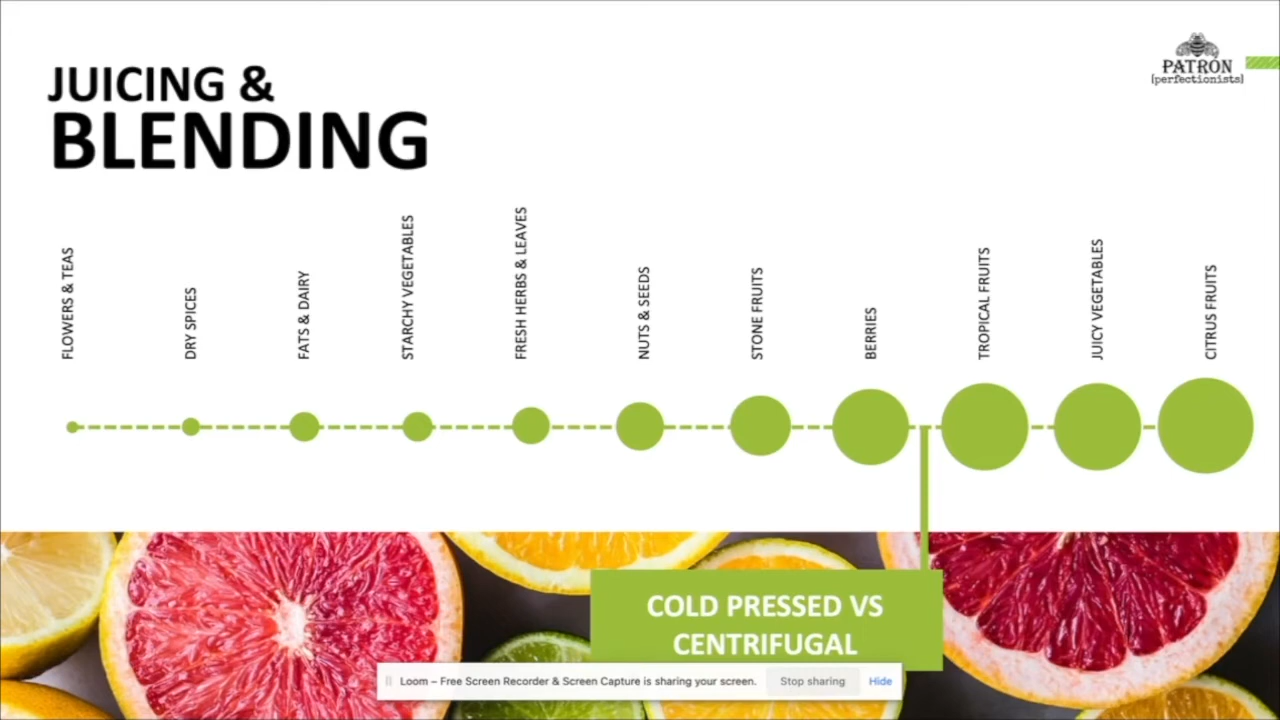 JUICING &
BLENDING
PATRÓN
[perfectionists]
FLOWERS & TEAS
DRY SPICES
FATS & DAIRY
STARCHY VEGETABLES
FRESH HERBS & LEAVES
NUTS & SEEDS
STONE FRUITS
BERRIES
TROPICAL FRUITS
JUICY VEGETABLES
CITRUS FRUITS
COLD PRESSED VS
CENTRIFUGAL
Loom – Free Screen Recorder & Screen Capture is sharing your screen. Stop sharing Hide